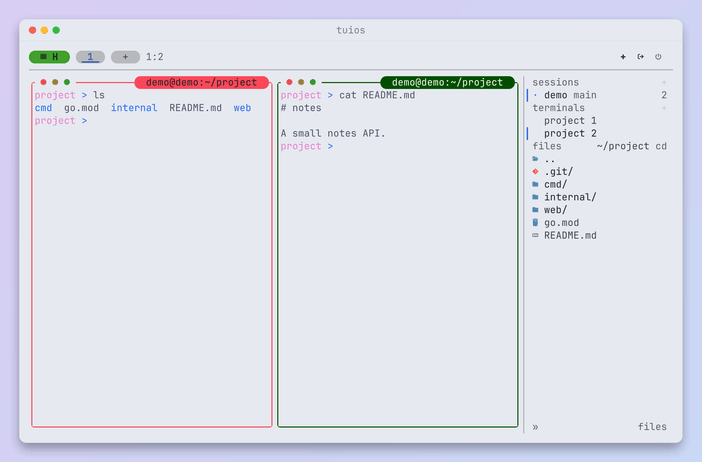 tuios
H 1 + 1:2
demo@demo:~/project
project > ls
cmd go.mod internal README.md web
project >
demo@demo:~/project
project > cat README.md
# notes
A small notes API.
project >
sessions +
· demo main 2
terminals +
project 1
project 2
files ~/project cd
..
.git/
cmd/
internal/
web/
go.mod
README.md
» files